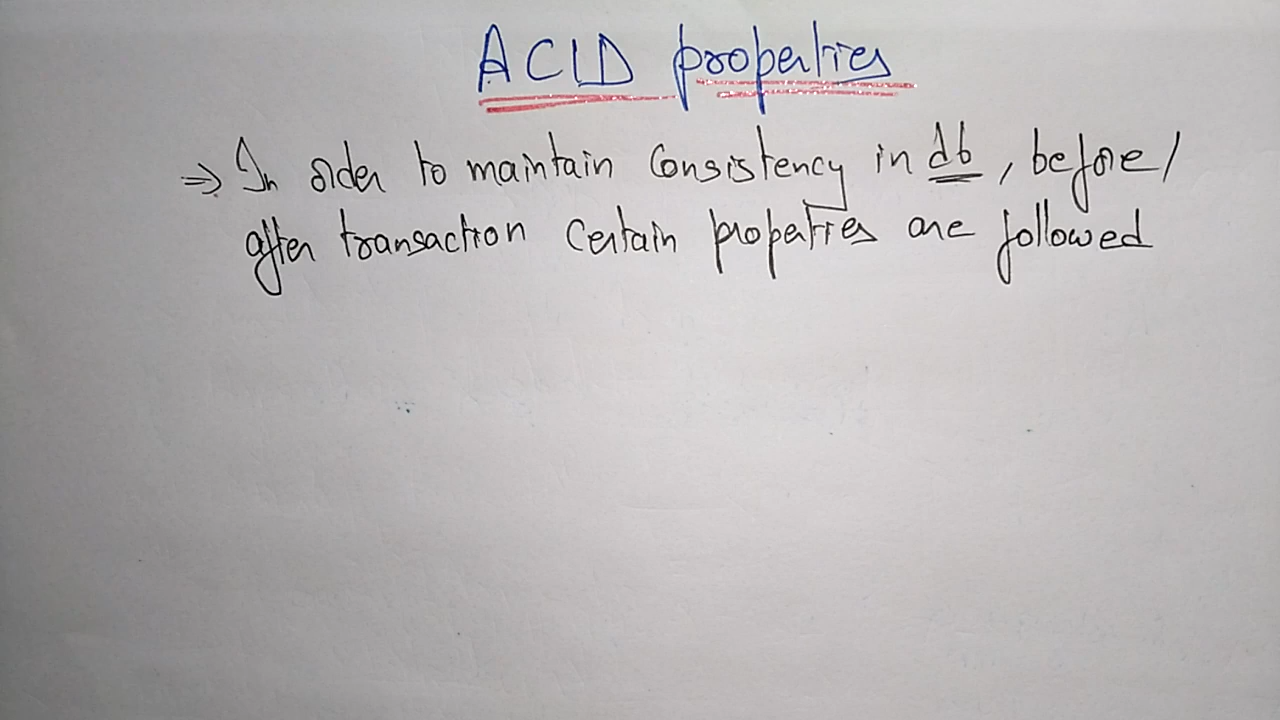 ACID properties
⇒ In order to maintain Consistency in db, before/
after transaction Certain properties are followed